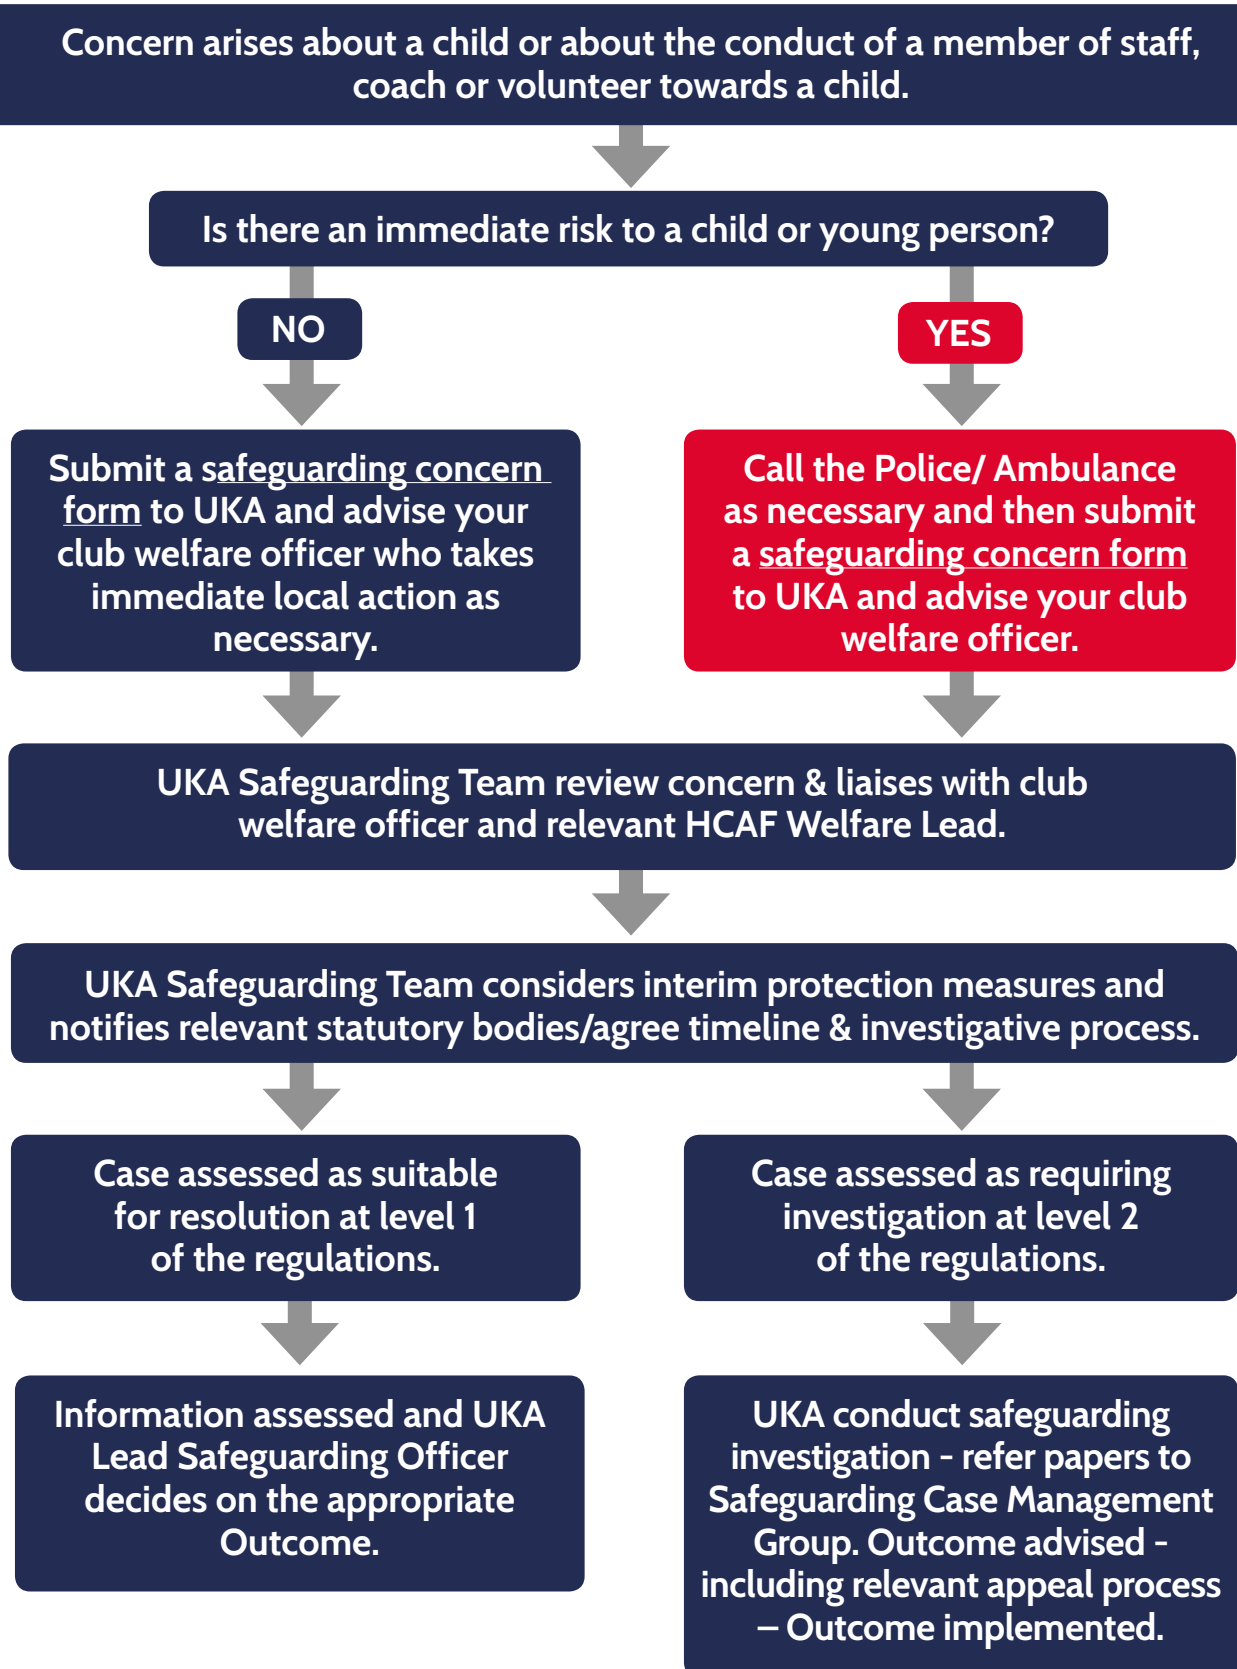 Concern arises about a child or about the conduct of a member of staff,
coach or volunteer towards a child.
Is there an immediate risk to a child or young person?
NO
YES
Submit a safeguarding concern
form to UKA and advise your
club welfare officer who takes
immediate local action as
necessary.
Call the Police/ Ambulance
as necessary and then submit
a safeguarding concern form
to UKA and advise your club
welfare officer.
UKA Safeguarding Team review concern & liaises with club
welfare officer and relevant HCAF Welfare Lead.
UKA Safeguarding Team considers interim protection measures and
notifies relevant statutory bodies/agree timeline & investigative process.
Case assessed as suitable
for resolution at level 1
of the regulations.
Case assessed as requiring
investigation at level 2
of the regulations.
Information assessed and UKA
Lead Safeguarding Officer
decides on the appropriate
Outcome.
UKA conduct safeguarding
investigation - refer papers to
Safeguarding Case Management
Group. Outcome advised -
including relevant appeal process
– Outcome implemented.